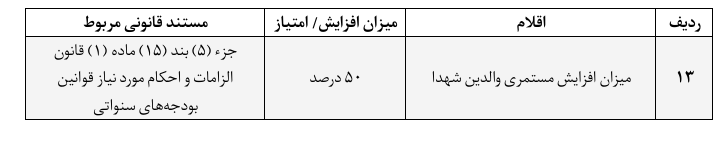 ردیف اقلام میزان افزایش/ امتیاز مستند قانونی مربوط
۱۳ میزان افزایش مستمری والدین شهدا ۵۰ درصد جزء (۵) بند (۱۵) ماده (۱) قانون
الزامات و احکام مورد نیاز قوانین
بودجه‌های سنواتی